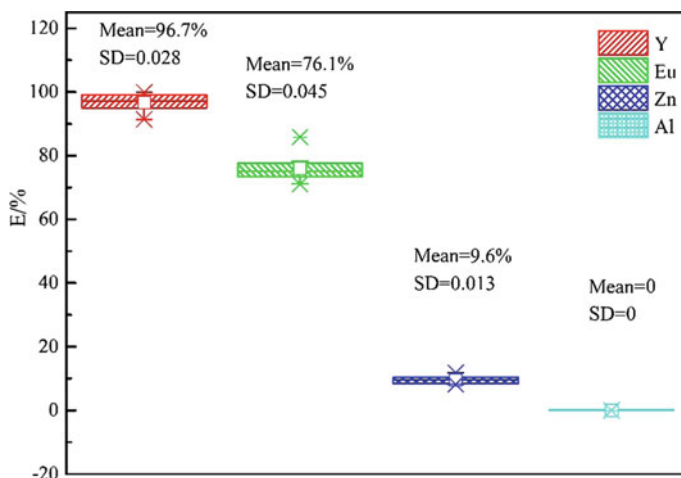 120
100
80
60
40
20
0
-20
E/%
Mean=96.7%
SD=0.028
Mean=76.1%
SD=0.045
Mean=9.6%
SD=0.013
Mean=0
SD=0
Y
Eu
Zn
Al